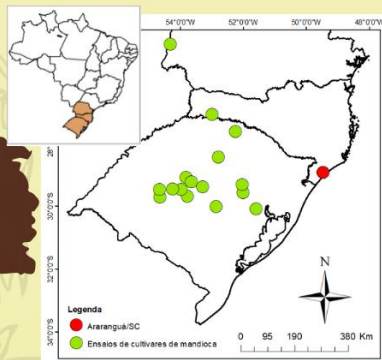 54°0'0"W 52°0'0"W 50°0'0"W 48°0'0"W
28°
30°0'0"S
32°0'0"S
34°0'0"S
N
Legenda
Araranguá/SC
Ensaios de cultivares de mandioca
0 95 190 380 Km